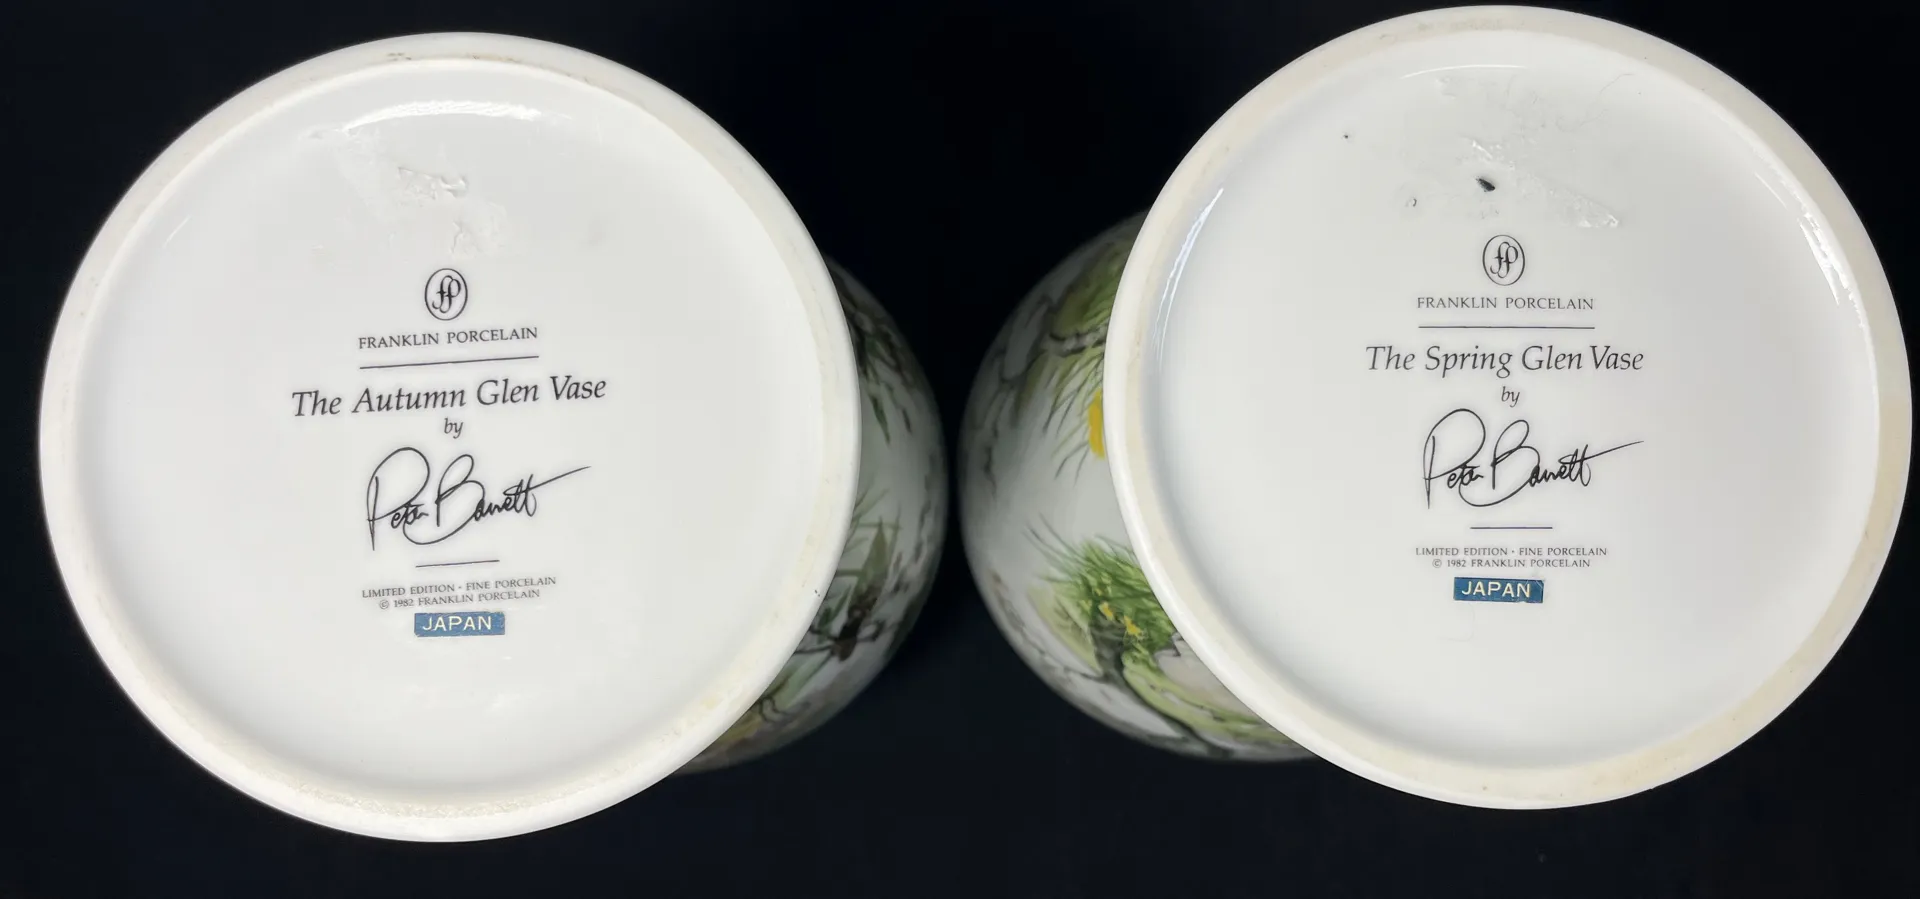 FP
FRANKLIN PORCELAIN
The Autumn Glen Vase
by
Peter Barrett
LIMITED EDITION · FINE PORCELAIN
© 1982 FRANKLIN PORCELAIN
JAPAN
FP
FRANKLIN PORCELAIN
The Spring Glen Vase
by
Peter Barrett
LIMITED EDITION · FINE PORCELAIN
© 1982 FRANKLIN PORCELAIN
JAPAN